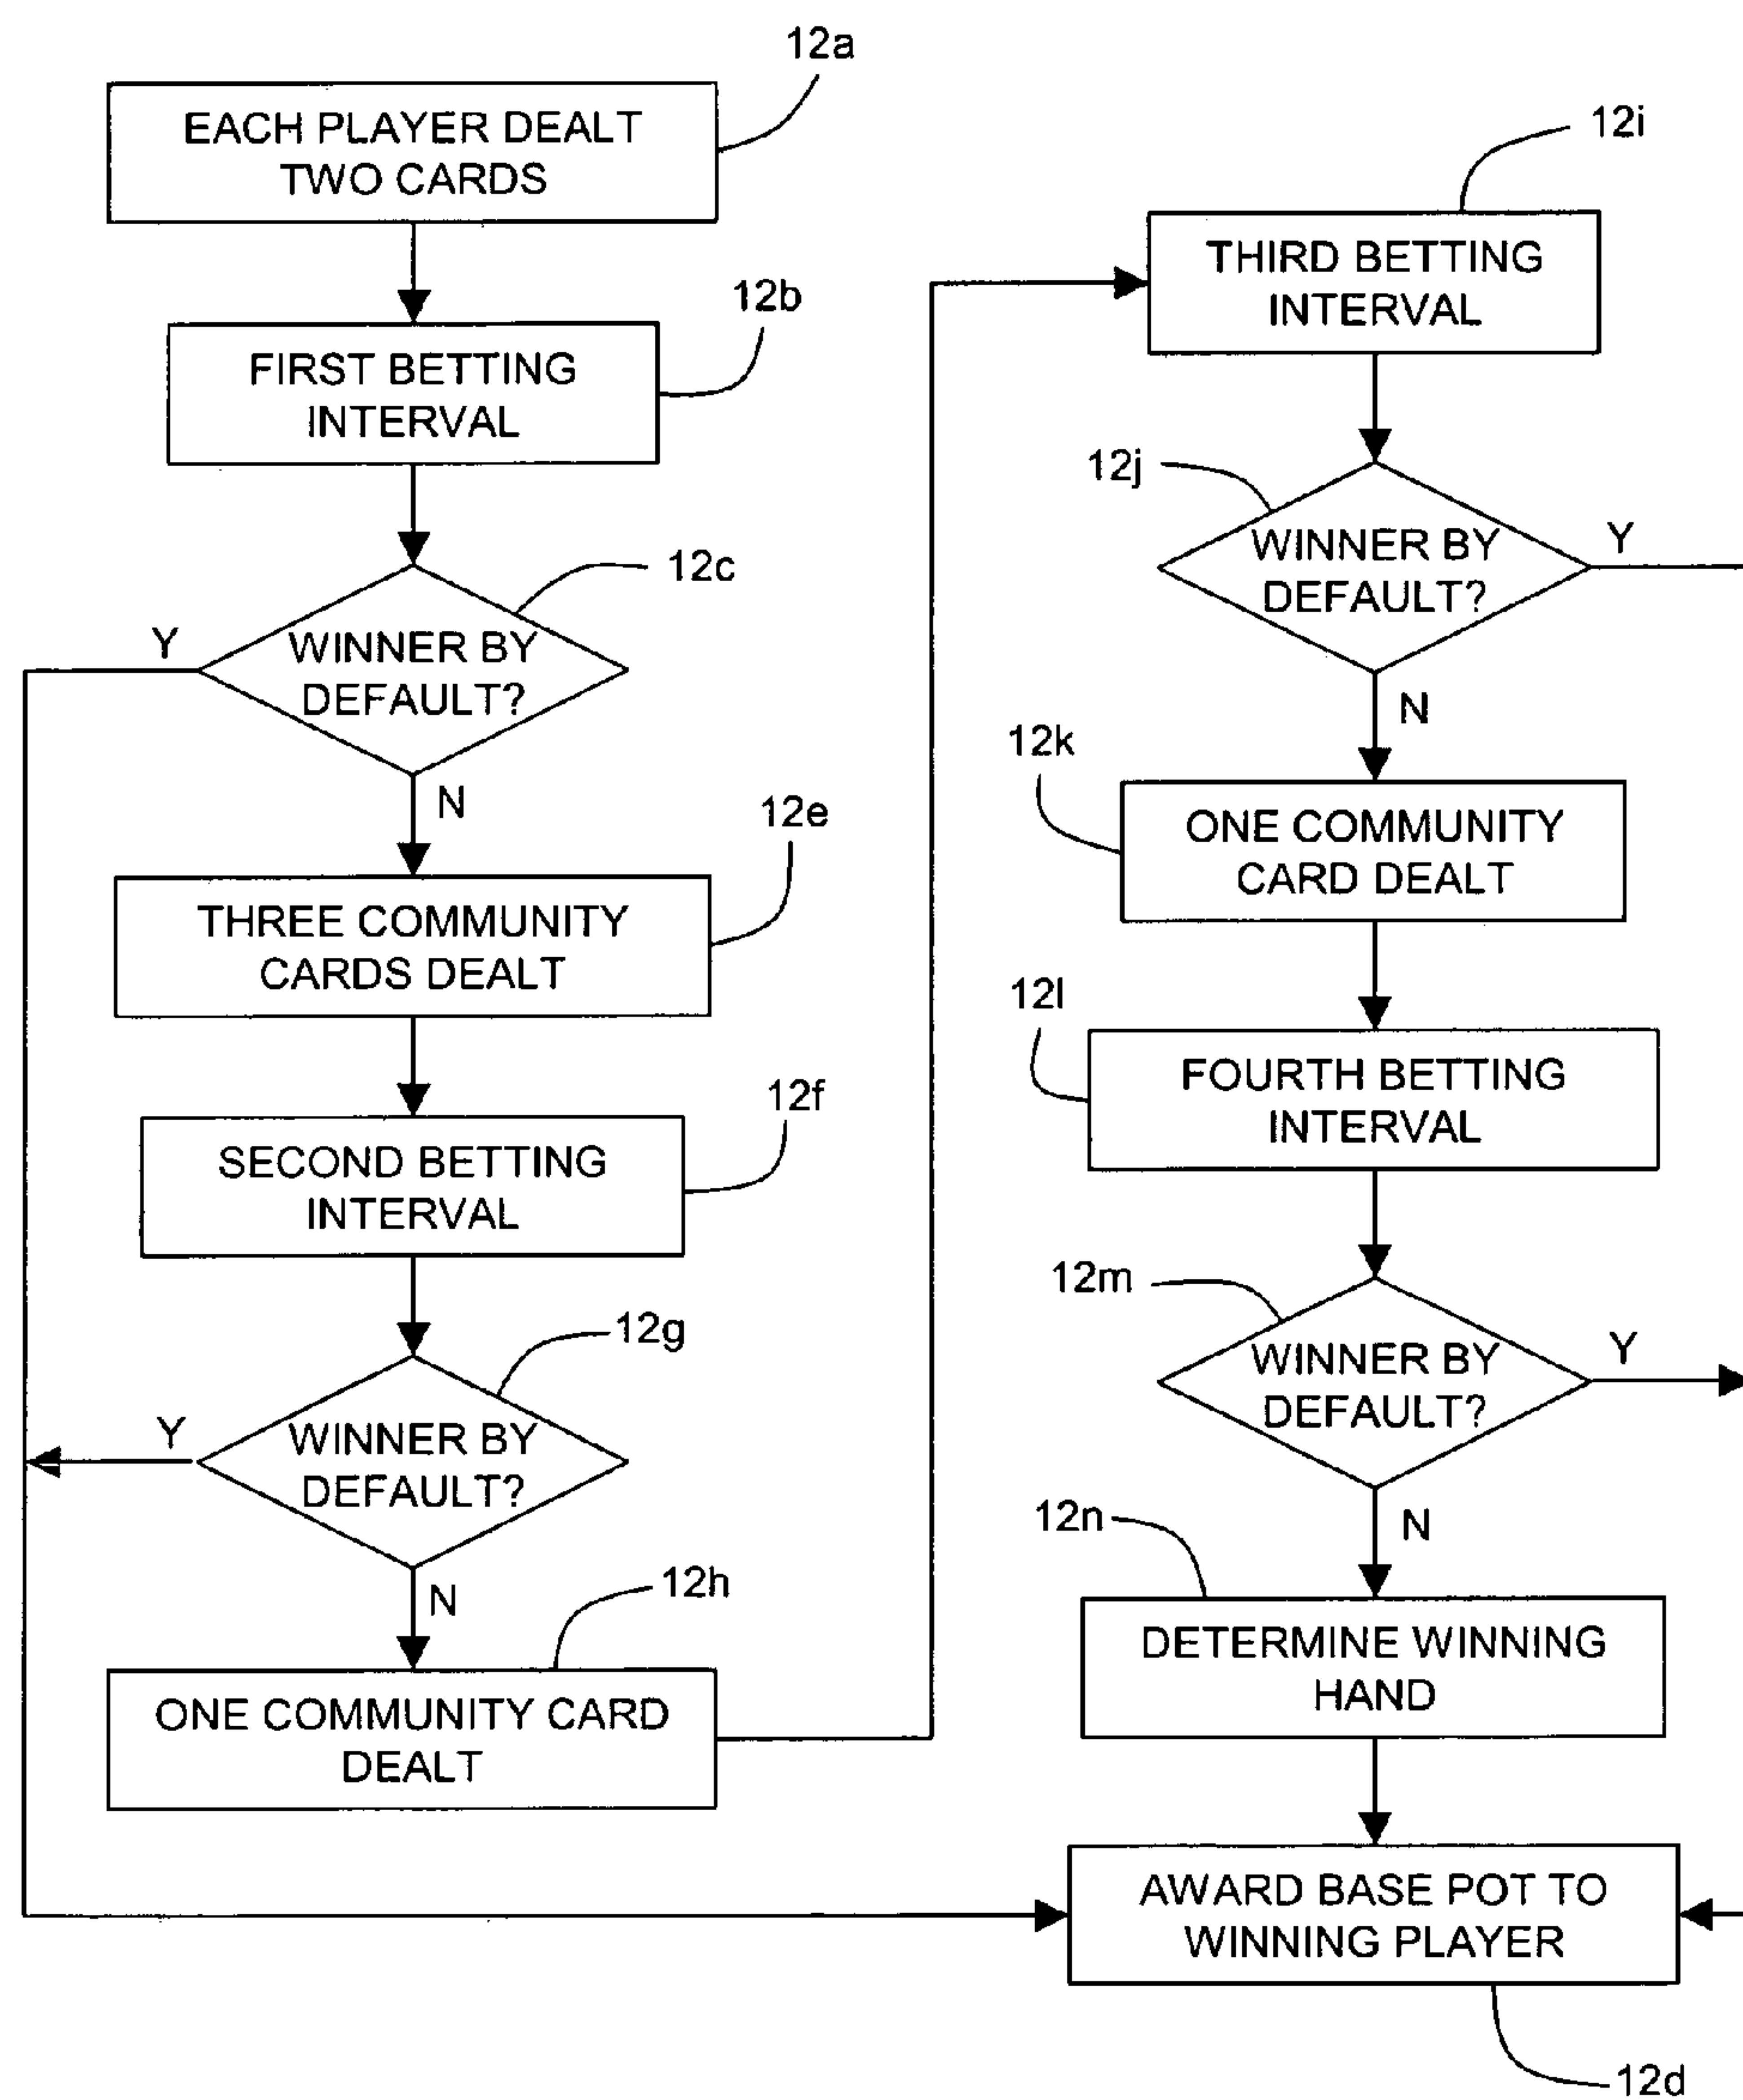 12a
EACH PLAYER DEALT
TWO CARDS
12b
FIRST BETTING
INTERVAL
12c
Y
WINNER BY
DEFAULT?
N
12e
THREE COMMUNITY
CARDS DEALT
12f
SECOND BETTING
INTERVAL
12g
Y
WINNER BY
DEFAULT?
N
12h
ONE COMMUNITY CARD
DEALT
12i
THIRD BETTING
INTERVAL
12j
Y
WINNER BY
DEFAULT?
N
12k
ONE COMMUNITY
CARD DEALT
12l
FOURTH BETTING
INTERVAL
12m
Y
WINNER BY
DEFAULT?
N
12n
DETERMINE WINNING
HAND
AWARD BASE POT TO
WINNING PLAYER
12d